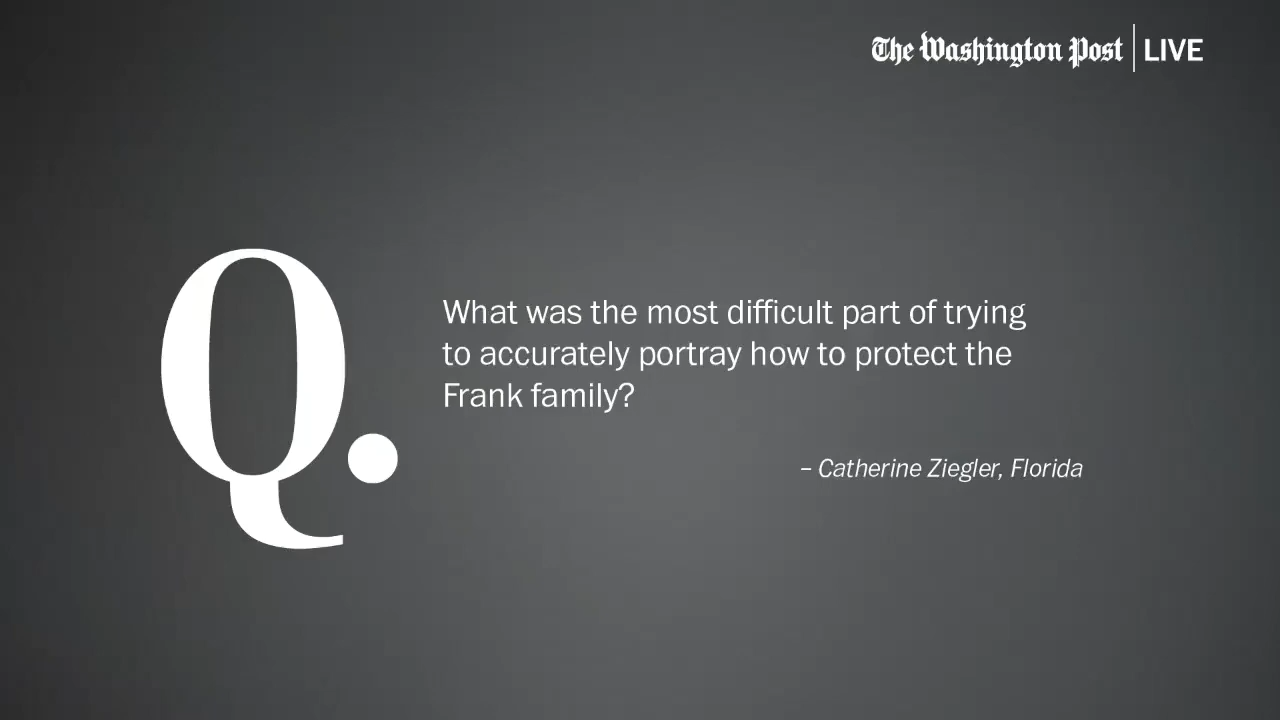 The Washington Post | LIVE
Q.
What was the most difficult part of trying
to accurately portray how to protect the
Frank family?
– Catherine Ziegler, Florida